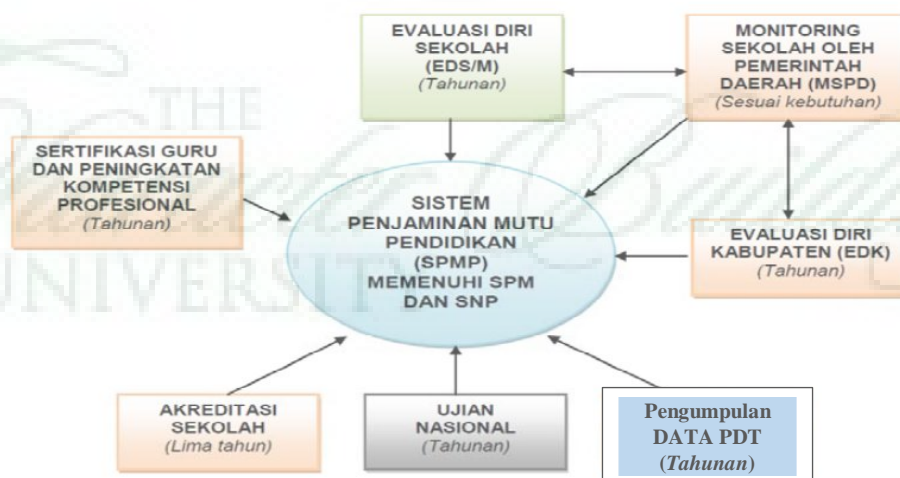 EVALUASI DIRI
SEKOLAH
(EDS/M)
(Tahunan)
MONITORING
SEKOLAH OLEH
PEMERINTAH
DAERAH (MSPD)
(Sesuai kebutuhan)
THE
SERTIFIKASI GURU
DAN PENINGKATAN
KOMPETENSI
PROFESIONAL
(Tahunan)
SISTEM
PENJAMINAN MUTU
PENDIDIKAN
(SPMP)
MEMENUHI SPM
DAN SNP
EVALUASI DIRI
KABUPATEN (EDK)
(Tahunan)
UNIVERSITY
AKREDITASI
SEKOLAH
(Lima tahun)
UJIAN
NASIONAL
(Tahunan)
Pengumpulan
DATA PDT
(Tahunan)